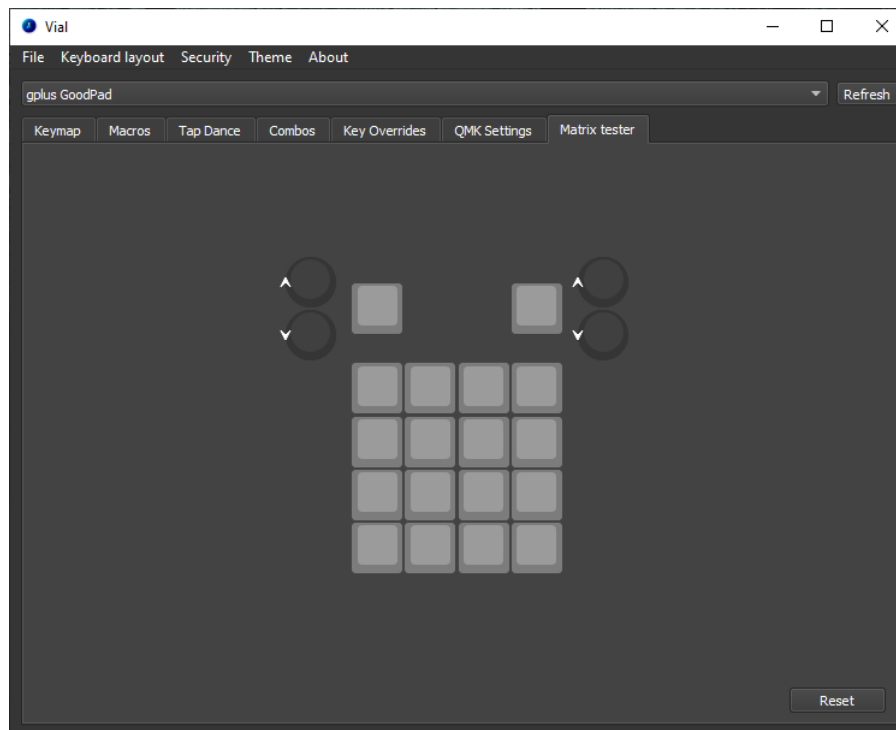 Vial
File Keyboard layout Security Theme About
gplus GoodPad Refresh
Keymap Macros Tap Dance Combos Key Overrides QMK Settings Matrix tester
Reset